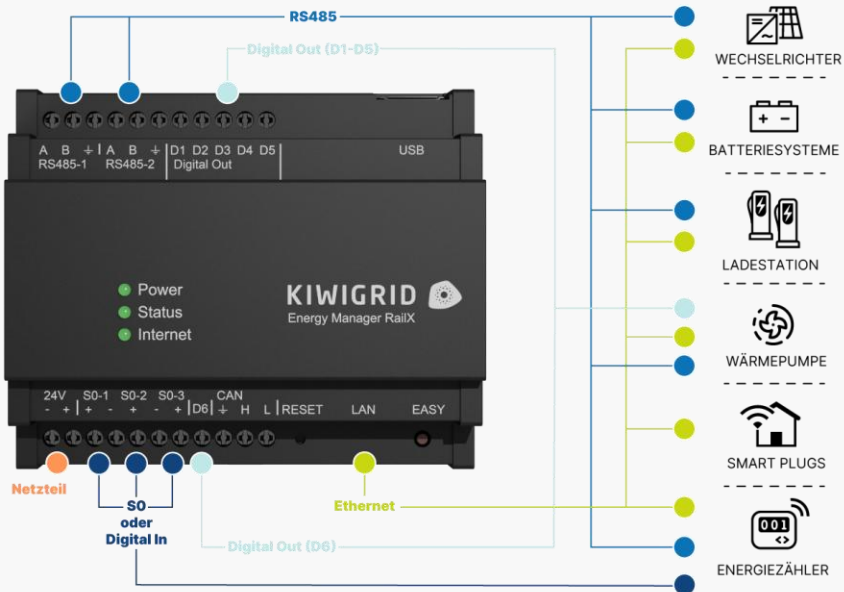 RS485
Digital Out (D1-D5)
WECHSELRICHTER
BATTERIESYSTEME
LADESTATION
WÄRMEPUMPE
SMART PLUGS
ENERGIEZÄHLER
A B ⏚ A B ⏚ D1 D2 D3 D4 D5 USB
RS485-1 RS485-2 Digital Out
Power
Status
Internet
KIWIGRID
Energy Manager RailX
24V S0-1 S0-2 S0-3 CAN
- + + - + - + D6 ⏚ H L RESET LAN EASY
Netzteil
S0
oder
Digital In
Ethernet
Digital Out (D6)
001